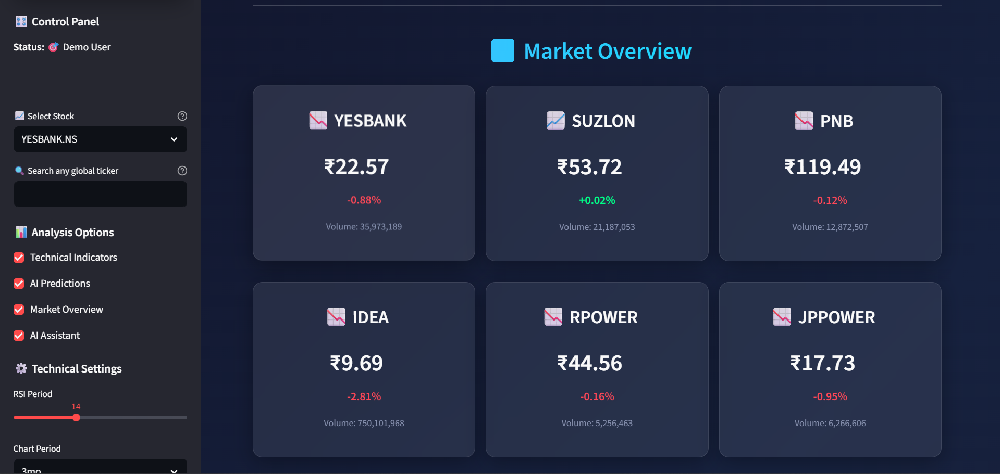 Control Panel
Status: Demo User
Select Stock
YESBANK.NS
Search any global ticker
Analysis Options
Technical Indicators
AI Predictions
Market Overview
AI Assistant
Technical Settings
RSI Period
14
Chart Period
3mo
Market Overview
YESBANK
₹22.57
-0.88%
Volume: 35,973,189
SUZLON
₹53.72
+0.02%
Volume: 21,187,053
PNB
₹119.49
-0.12%
Volume: 12,872,507
IDEA
₹9.69
-2.81%
Volume: 750,101,968
RPOWER
₹44.56
-0.16%
Volume: 5,256,463
JPPOWER
₹17.73
-0.95%
Volume: 6,266,606